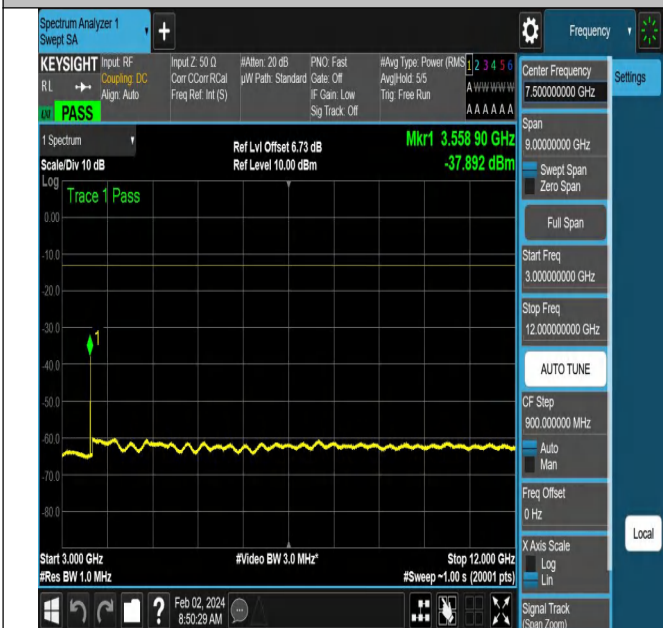 Spectrum Analyzer 1
Swept SA
+
Frequency
KEYSIGHT
RL
Input: RF
Coupling: DC
Align: Auto
Input Z: 50 Ω
Corr CCorr RCal
Freq Ref: Int (S)
#Atten: 20 dB
µW Path: Standard
PNO: Fast
Gate: Off
IF Gain: Low
Sig Track: Off
#Avg Type: Power (RMS
Avg|Hold: 5/5
Trig: Free Run
1 2 3 4 5 6
A W W W W W
A A A A A A
PASS
1 Spectrum
Scale/Div 10 dB
Log
Ref Lvl Offset 6.73 dB
Ref Level 10.00 dBm
Mkr1 3.558 90 GHz
-37.892 dBm
Trace 1 Pass
0.00
-10.0
-20.0
-30.0
-40.0
-50.0
-60.0
-70.0
-80.0
1
Start 3.000 GHz
#Res BW 1.0 MHz
#Video BW 3.0 MHz*
Stop 12.000 GHz
#Sweep ~1.00 s (20001 pts)
Center Frequency
7.500000000 GHz
Settings
Span
9.00000000 GHz
Swept Span
Zero Span
Full Span
Start Freq
3.000000000 GHz
Stop Freq
12.000000000 GHz
AUTO TUNE
CF Step
900.000000 MHz
Auto
Man
Freq Offset
0 Hz
X Axis Scale
Log
Lin
Local
Signal Track
(Span Zoom)
?
Feb 02, 2024
8:50:29 AM